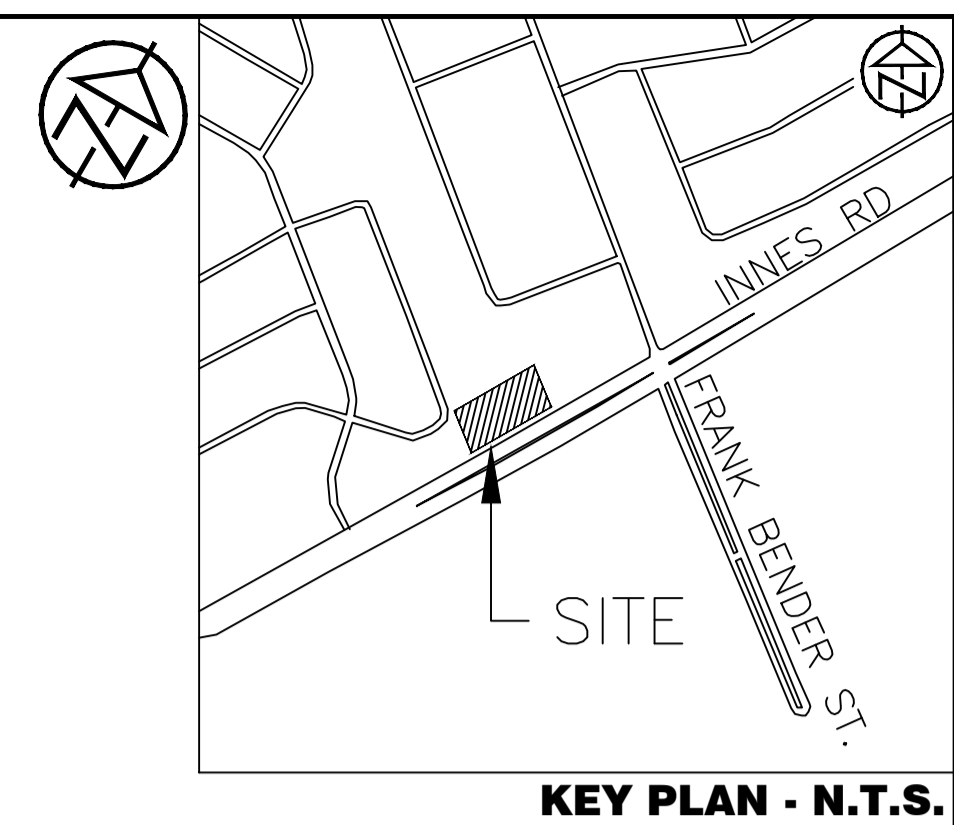 INNES RD
FRANK BENDER ST.
SITE
KEY PLAN - N.T.S.